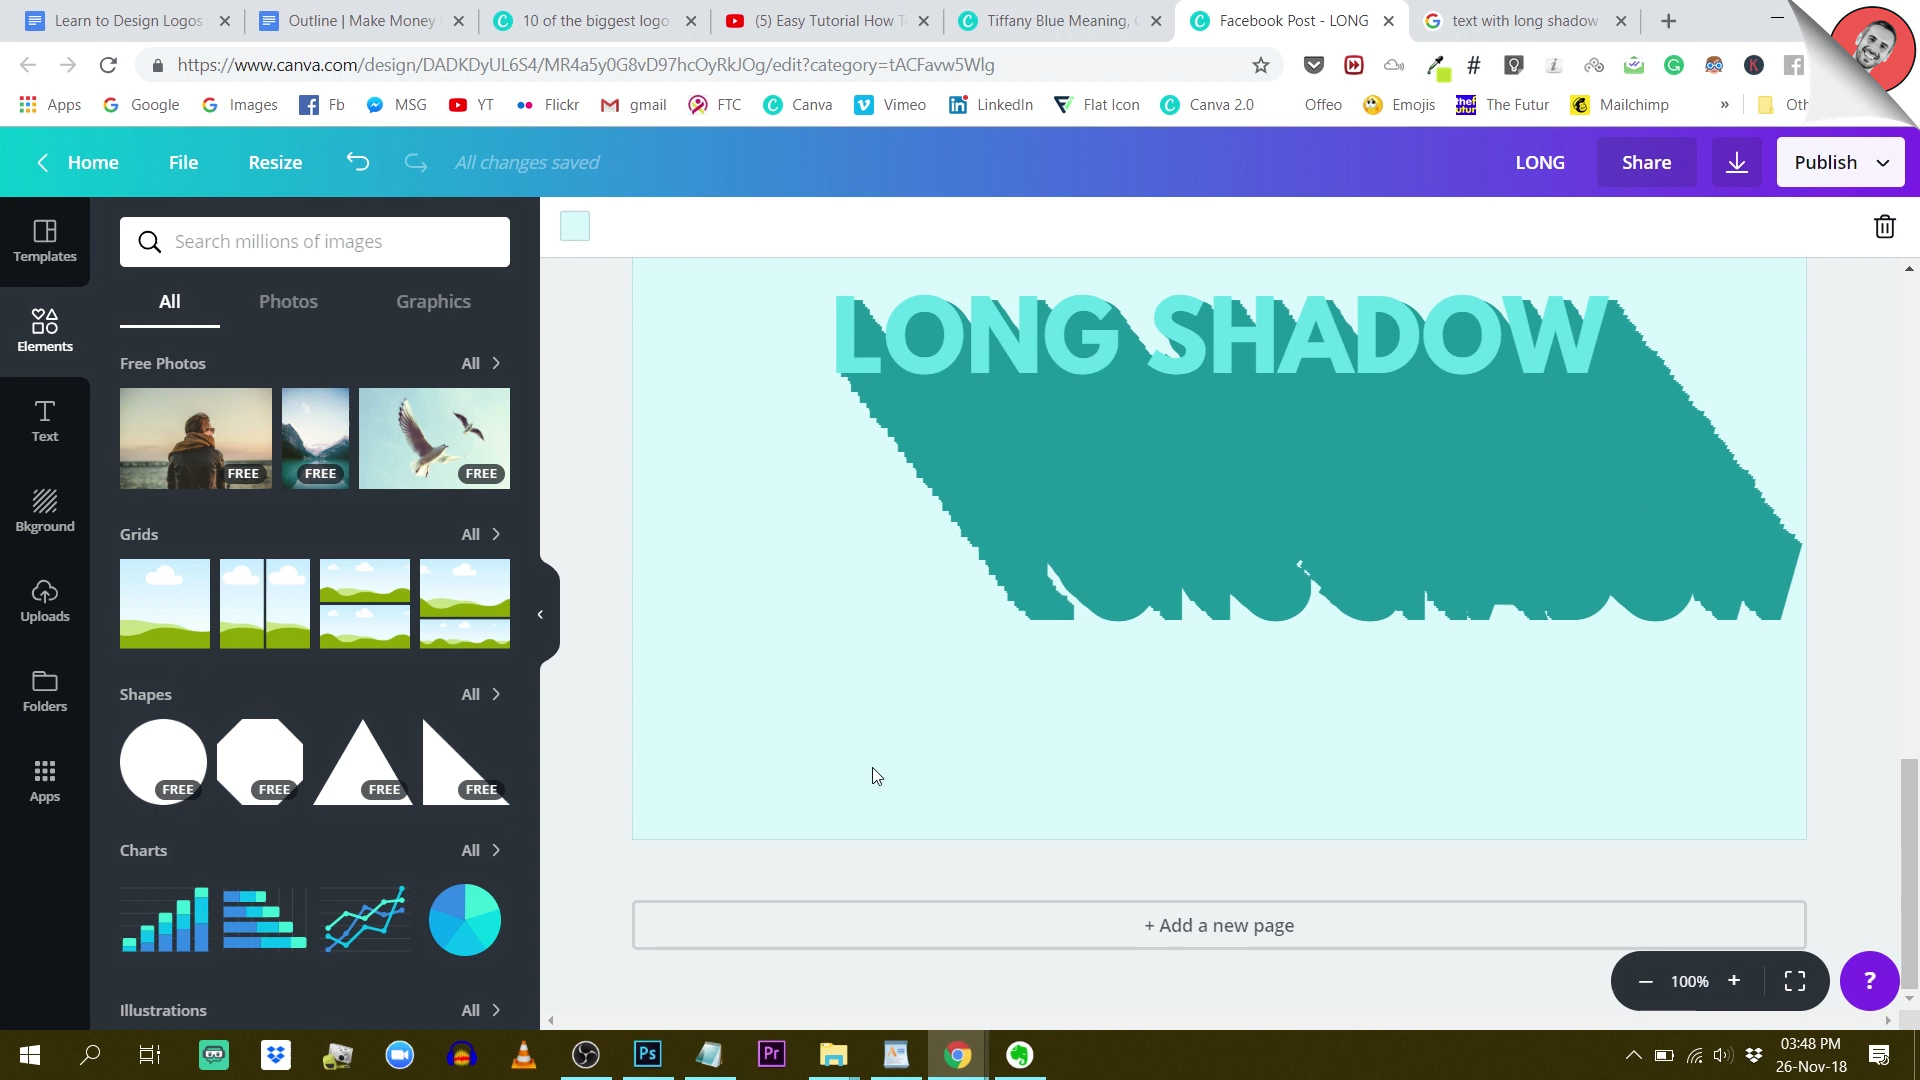 Learn to Design Logos
Outline | Make Money
10 of the biggest logo
(5) Easy Tutorial How T
Tiffany Blue Meaning,
Facebook Post - LONG
text with long shadow
https://www.canva.com/design/DADKDyUL6S4/MR4a5y0G8vD97hcOyRkJOg/edit?category=tACFavw5Wlg
Apps
Google
Images
Fb
MSG
YT
Flickr
gmail
FTC
Canva
Vimeo
LinkedIn
Flat Icon
Canva 2.0
Offeo
Emojis
The Futur
Mailchimp
»
Oth
Home
File
Resize
All changes saved
LONG
Share
Publish
Templates
Elements
Text
Bkground
Uploads
Folders
Apps
Search millions of images
All
Photos
Graphics
Free Photos
All
FREE
FREE
FREE
Grids
All
Shapes
All
FREE
FREE
FREE
FREE
Charts
All
Illustrations
All
LONG SHADOW
+ Add a new page
100%
?
03:48 PM
26-Nov-18